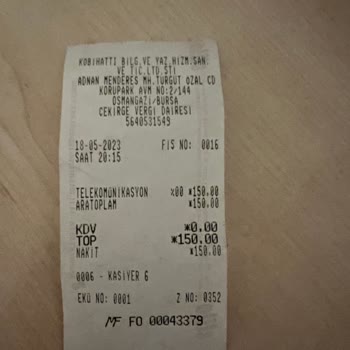 KOBIHATTI BILG.VE YAZ.HIZM.SAN.
VE TIC.LTD.STI
ADNAN MENDERES MH.TURGUT OZAL CD
KORUPARK AVM NO:2/144
OSMANGAZI/BURSA
CEKIRGE VERGI DAIRESI
5640531549
18-05-2023 FIS NO: 0016
SAAT 20:15
TELEKOMUNIKASYON %00 *150.00
ARATOPLAM *150.00
KDV *0.00
TOP *150.00
NAKIT *150.00
0006 - KASIYER 6
EKU NO: 0001 Z NO: 0352
MF FO 00043379